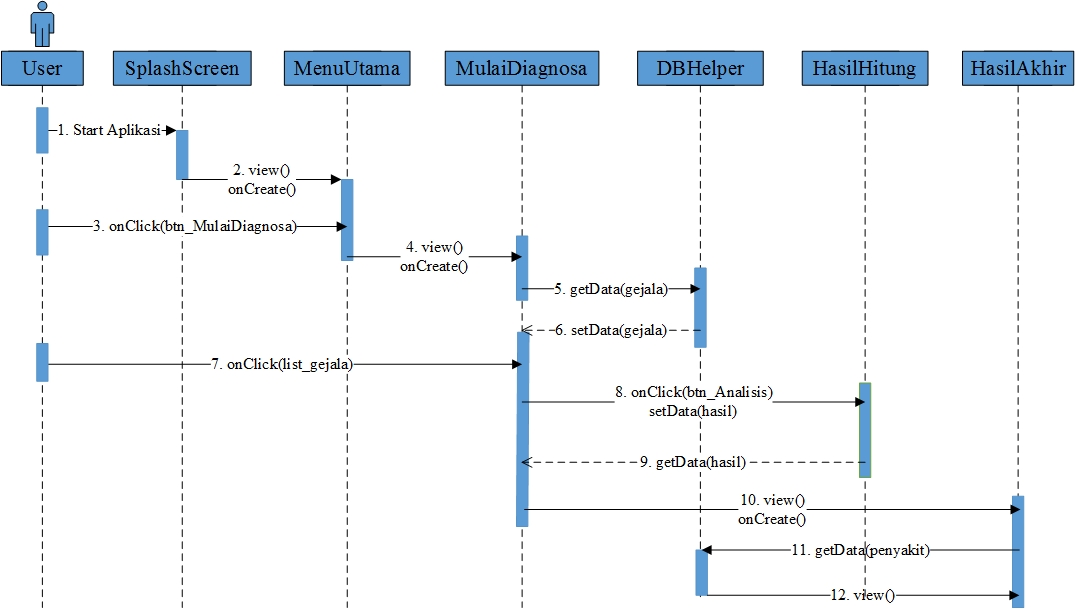 User
SplashScreen
MenuUtama
MulaiDiagnosa
DBHelper
HasilHitung
HasilAkhir
1. Start Aplikasi
2. view()
onCreate()
3. onClick(btn_MulaiDiagnosa)
4. view()
onCreate()
5. getData(gejala)
6. setData(gejala)
7. onClick(list_gejala)
8. onClick(btn_Analisis)
setData(hasil)
9. getData(hasil)
10. view()
onCreate()
11. getData(penyakit)
12. view()